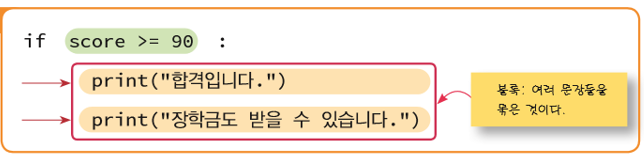 if score >= 90 :
print("합격입니다.")
print("장학금도 받을 수 있습니다.")
블록: 여러 문장들을
묶은 것이다.